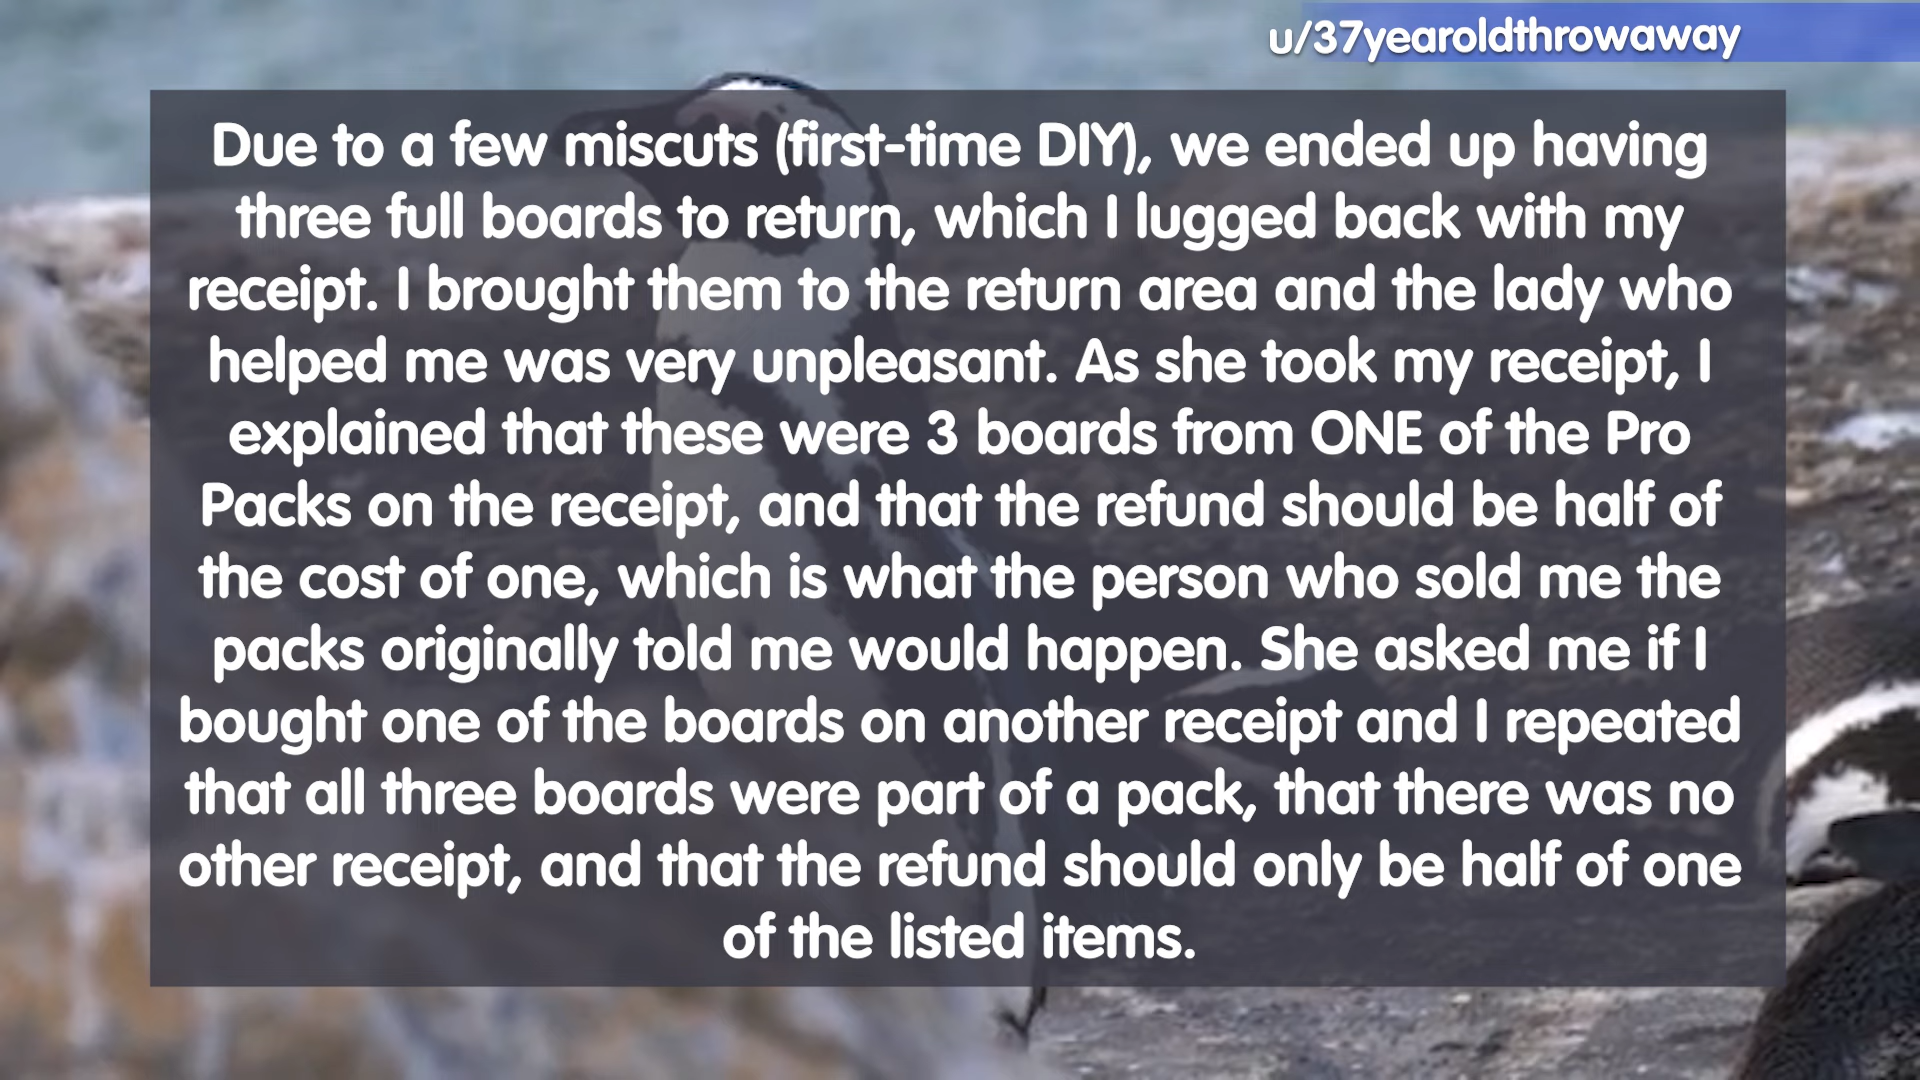 u/37yearoldthrowaway
Due to a few miscuts (first-time DIY), we ended up having
three full boards to return, which I lugged back with my
receipt. I brought them to the return area and the lady who
helped me was very unpleasant. As she took my receipt, I
explained that these were 3 boards from ONE of the Pro
Packs on the receipt, and that the refund should be half of
the cost of one, which is what the person who sold me the
packs originally told me would happen. She asked me if I
bought one of the boards on another receipt and I repeated
that all three boards were part of a pack, that there was no
other receipt, and that the refund should only be half of one
of the listed items.